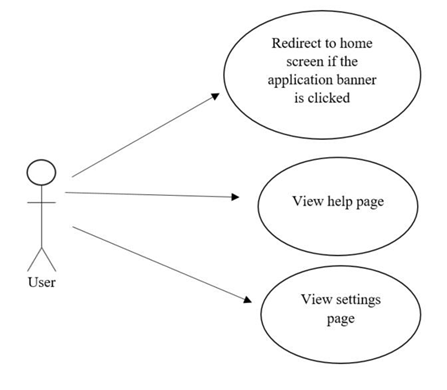 Redirect to home
screen if the
application banner
is clicked
View help page
User
View settings
page